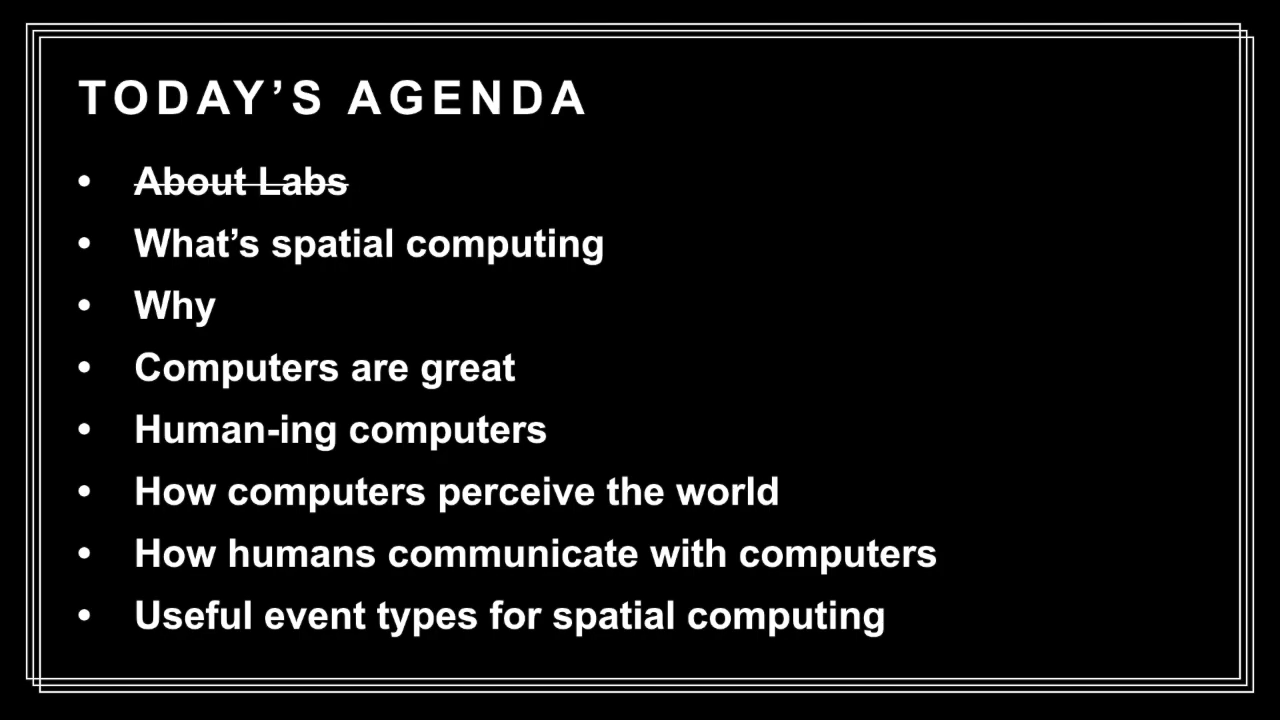 TODAY’S AGENDA
• About Labs
• What’s spatial computing
• Why
• Computers are great
• Human-ing computers
• How computers perceive the world
• How humans communicate with computers
• Useful event types for spatial computing